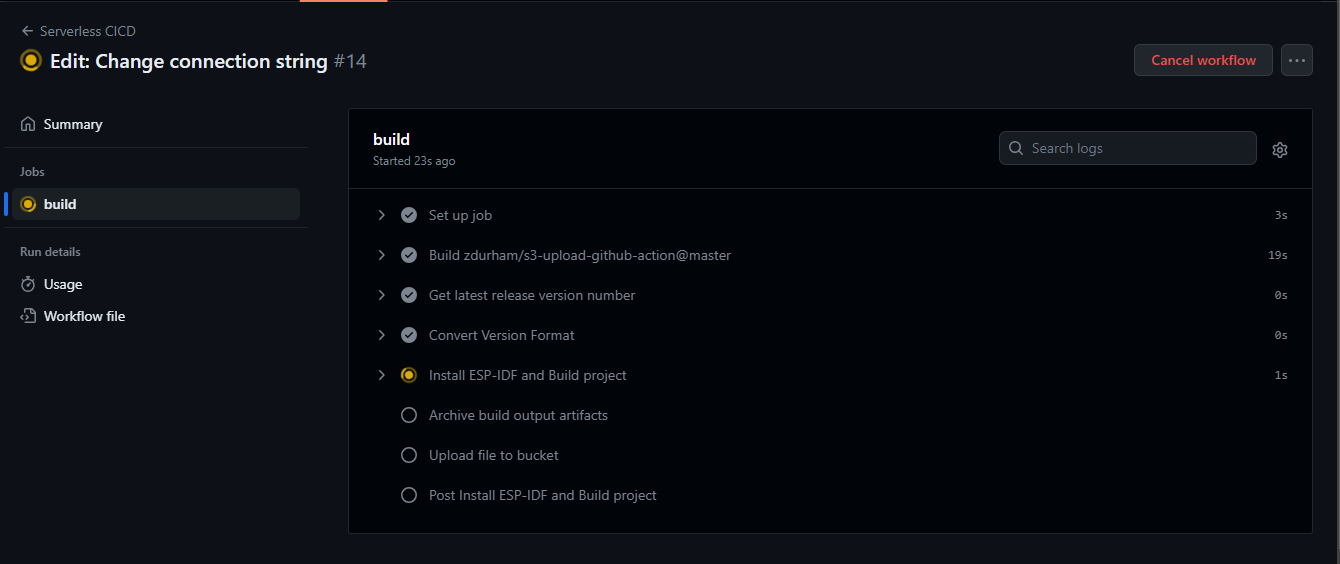 Serverless CICD
Edit: Change connection string #14
Cancel workflow
Summary
Jobs
build
Run details
Usage
Workflow file
build
Started 23s ago
Search logs
Set up job 3s
Build zdurham/s3-upload-github-action@master 19s
Get latest release version number 0s
Convert Version Format 0s
Install ESP-IDF and Build project 1s
Archive build output artifacts
Upload file to bucket
Post Install ESP-IDF and Build project